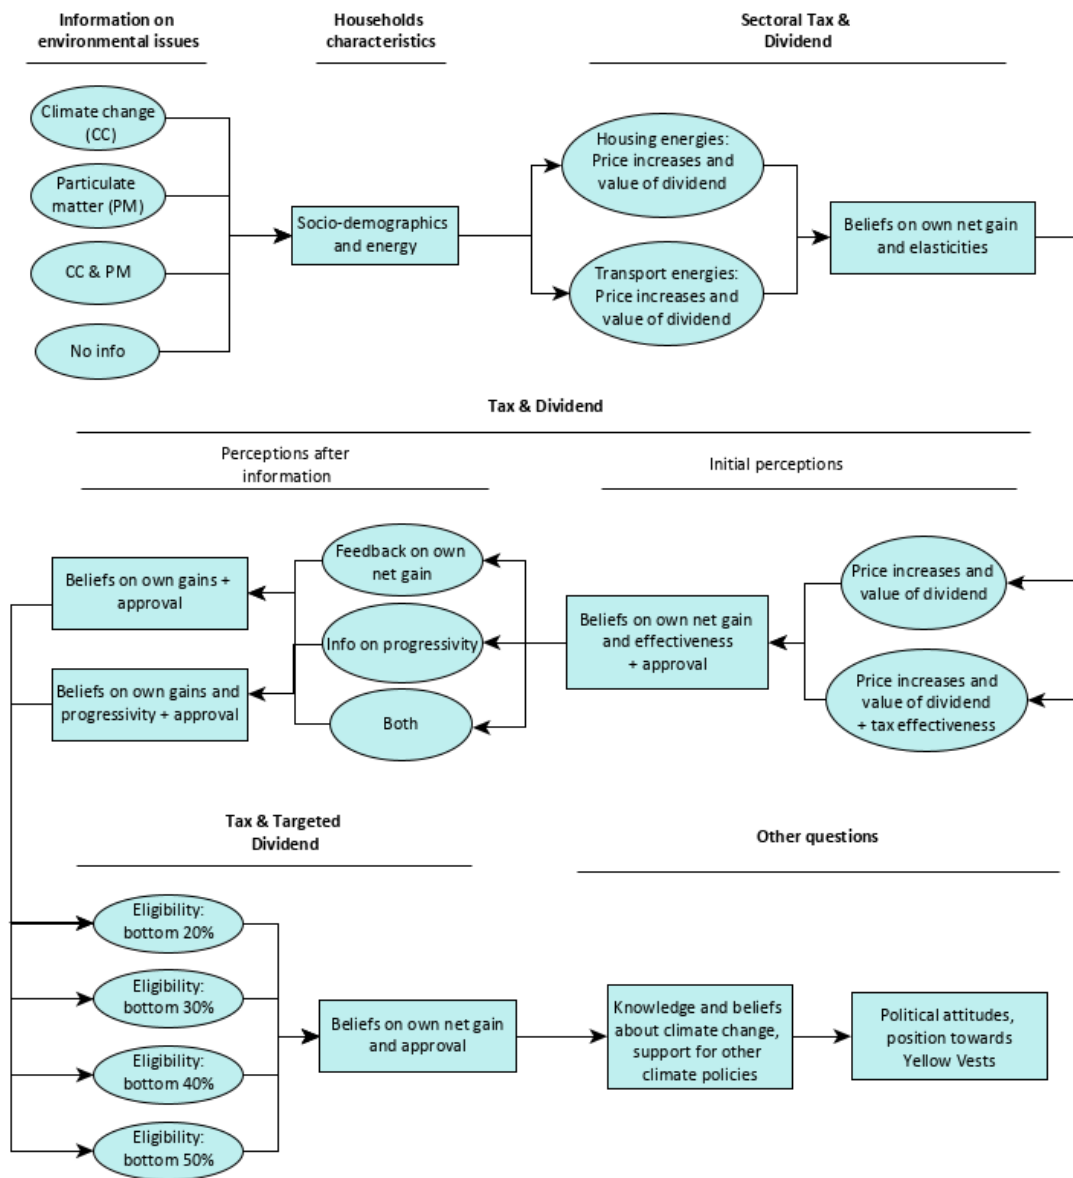 Information on
environmental issues
Households
characteristics
Sectoral Tax &
Dividend
Climate change
(CC)
Particulate
matter (PM)
CC & PM
No info
Socio-demographics
and energy
Housing energies:
Price increases and
value of dividend
Transport energies:
Price increases and
value of dividend
Beliefs on own net gain
and elasticities
Tax & Dividend
Perceptions after
information
Initial perceptions
Price increases and
value of dividend
Price increases and
value of dividend
+ tax effectiveness
Beliefs on own net gain
and effectiveness
+ approval
Feedback on own
net gain
Info on progressivity
Both
Beliefs on own gains +
approval
Beliefs on own gains and
progressivity + approval
Tax & Targeted
Dividend
Other questions
Eligibility:
bottom 20%
Eligibility:
bottom 30%
Eligibility:
bottom 40%
Eligibility:
bottom 50%
Beliefs on own net gain
and approval
Knowledge and beliefs
about climate change,
support for other
climate policies
Political attitudes,
position towards
Yellow Vests